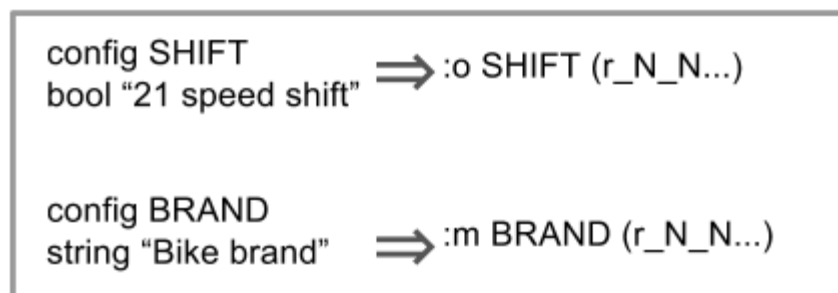 config SHIFT
bool “21 speed shift” ⇒ :o SHIFT (r_N_N...)
config BRAND
string “Bike brand” ⇒ :m BRAND (r_N_N...)